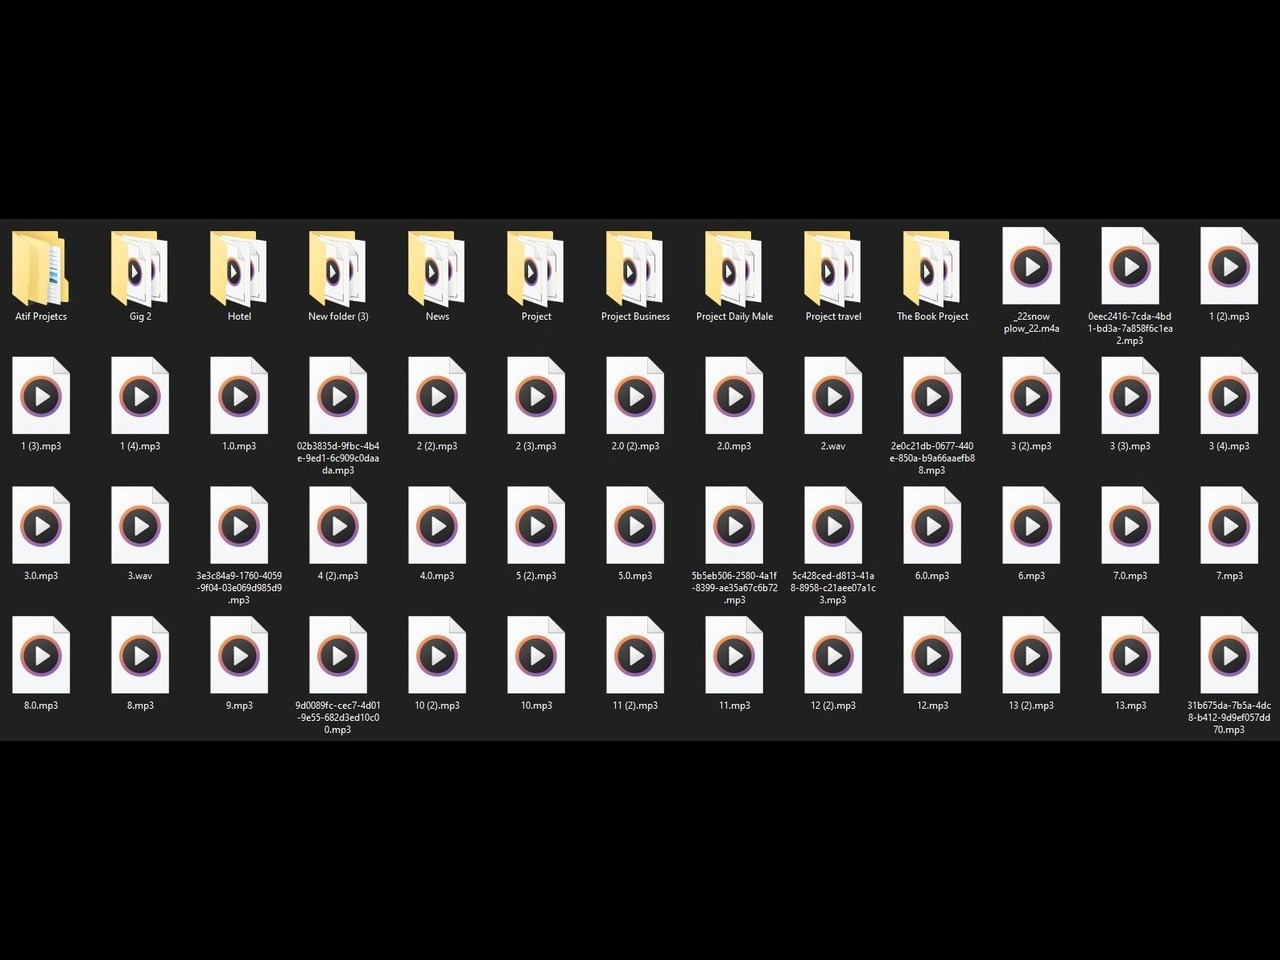 Atif Projetcs
Gig 2
Hotel
New folder (3)
News
Project
Project Business
Project Daily Male
Project travel
The Book Project
_22snow
plow_22.m4a
0eec2416-7cda-4bd
1-bd3a-7a858f6c1ea
2.mp3
1 (2).mp3
1 (3).mp3
1 (4).mp3
1.0.mp3
02b3835d-9fbc-4b4
e-9ed1-6c909c0daa
da.mp3
2 (2).mp3
2 (3).mp3
2.0 (2).mp3
2.0.mp3
2.wav
2e0c21db-0677-440
e-850a-b9a66aaefb8
8.mp3
3 (2).mp3
3 (3).mp3
3 (4).mp3
3.0.mp3
3.wav
3e3c84a9-1760-4059
-9f04-03e069d985d9
.mp3
4 (2).mp3
4.0.mp3
5 (2).mp3
5.0.mp3
5b5eb506-2580-4a1f
-8399-ae35a67c6b72
.mp3
5c428ced-d813-41a
8-8958-c21aee07a1c
3.mp3
6.0.mp3
6.mp3
7.0.mp3
7.mp3
8.0.mp3
8.mp3
9.mp3
9d0089fc-cec7-4d01
-9e55-682d3ed10c0
0.mp3
10 (2).mp3
10.mp3
11 (2).mp3
11.mp3
12 (2).mp3
12.mp3
13 (2).mp3
13.mp3
31b675da-7b5a-4dc
8-b412-9d9ef057dd
70.mp3